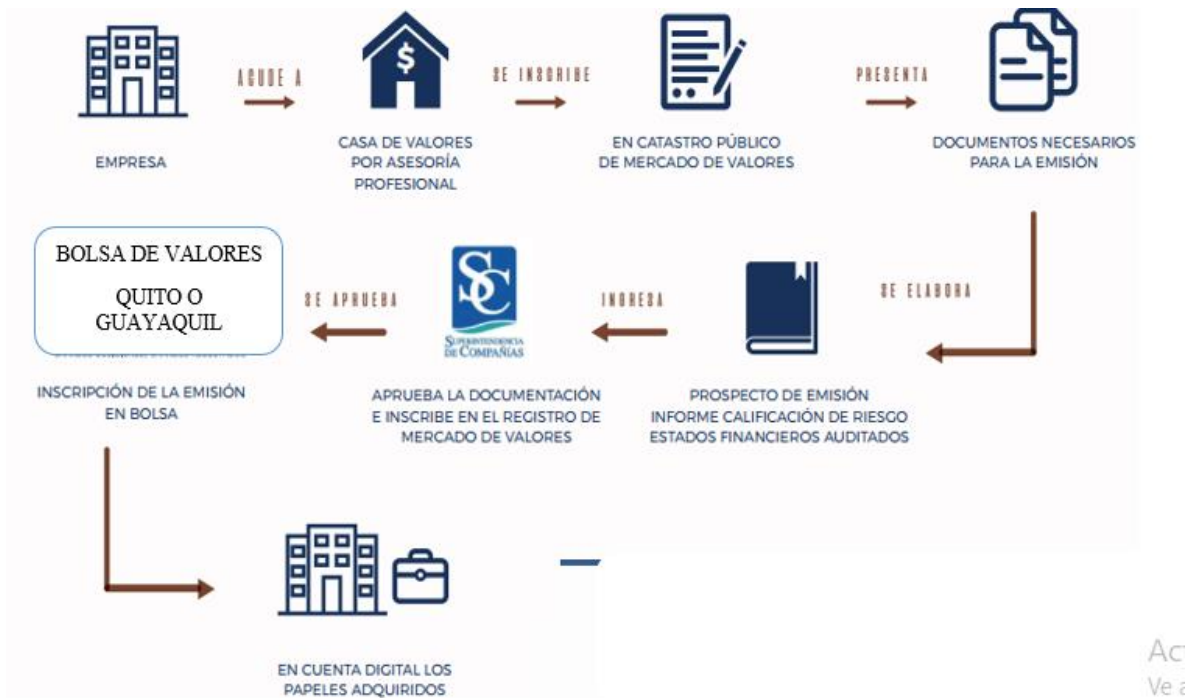 ACUDE A
SE INSCRIBE
PRESENTA
EMPRESA
CASA DE VALORES
POR ASESORÍA
PROFESIONAL
EN CATASTRO PÚBLICO
DE MERCADO DE VALORES
DOCUMENTOS NECESARIOS
PARA LA EMISIÓN
SE ELABORA
PROSPECTO DE EMISIÓN
INFORME CALIFICACIÓN DE RIESGO
ESTADOS FINANCIEROS AUDITADOS
INGRESA
SC
SUPERINTENDENCIA
DE COMPAÑÍAS
APRUEBA LA DOCUMENTACIÓN
E INSCRIBE EN EL REGISTRO DE
MERCADO DE VALORES
SE APRUEBA
BOLSA DE VALORES
QUITO O
GUAYAQUIL
INSCRIPCIÓN DE LA EMISIÓN
EN BOLSA
EN CUENTA DIGITAL LOS
PAPELES ADQUIRIDOS